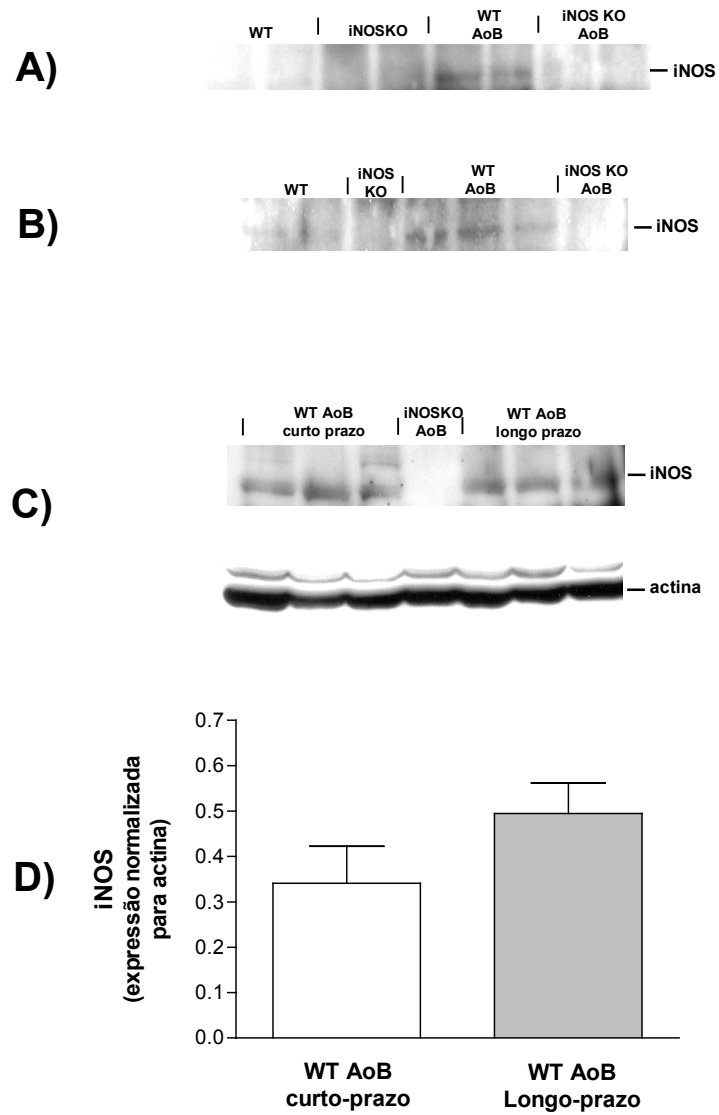 A)
WT
iNOSKO
WT
AoB
iNOS KO
AoB
iNOS
B)
WT
iNOS
KO
WT
AoB
iNOS KO
AoB
iNOS
C)
WT AoB
curto prazo
iNOSKO
AoB
WT AoB
longo prazo
iNOS
actina
D)
iNOS
(expressão normalizada
para actina)
0.7
0.6
0.5
0.4
0.3
0.2
0.1
0.0
WT AoB
curto-prazo
WT AoB
Longo-prazo